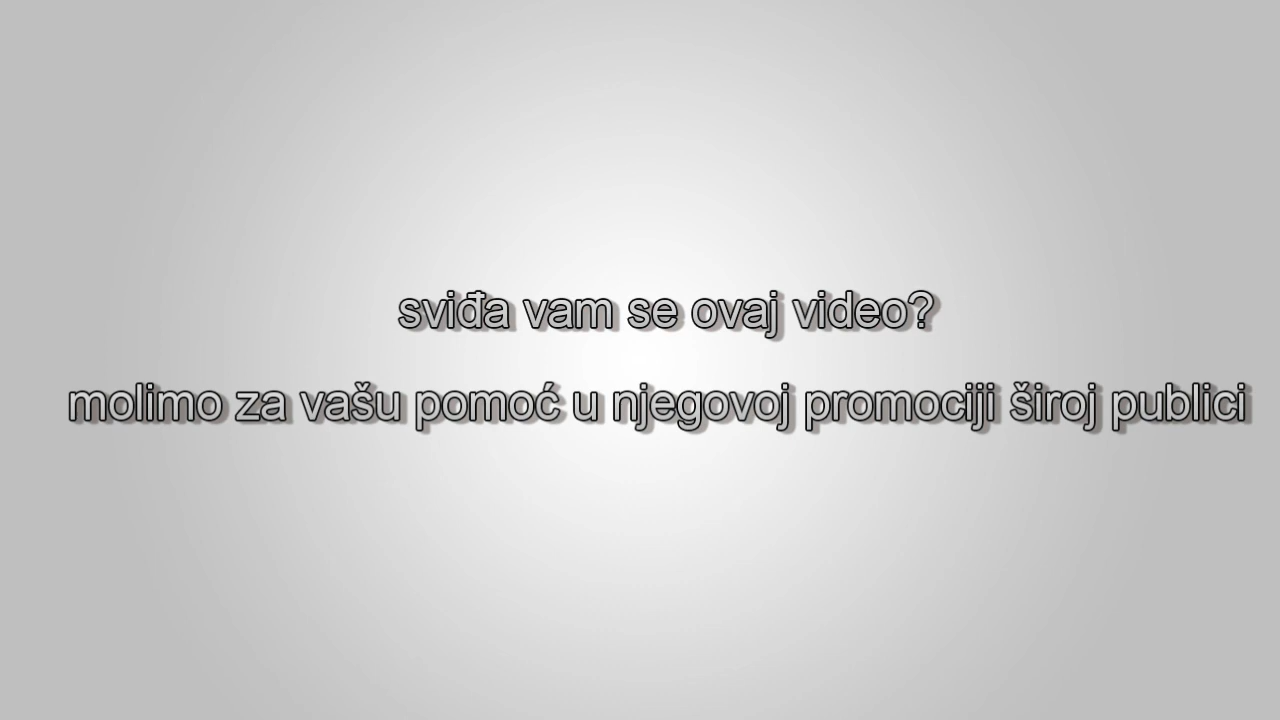 sviđa vam se ovaj video?
molimo za vašu pomoć u njegovoj promociji široj publici